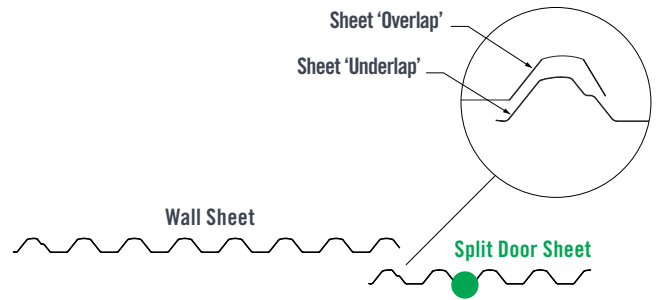 Sheet ‘Overlap’
Sheet ‘Underlap’
Wall Sheet
Split Door Sheet